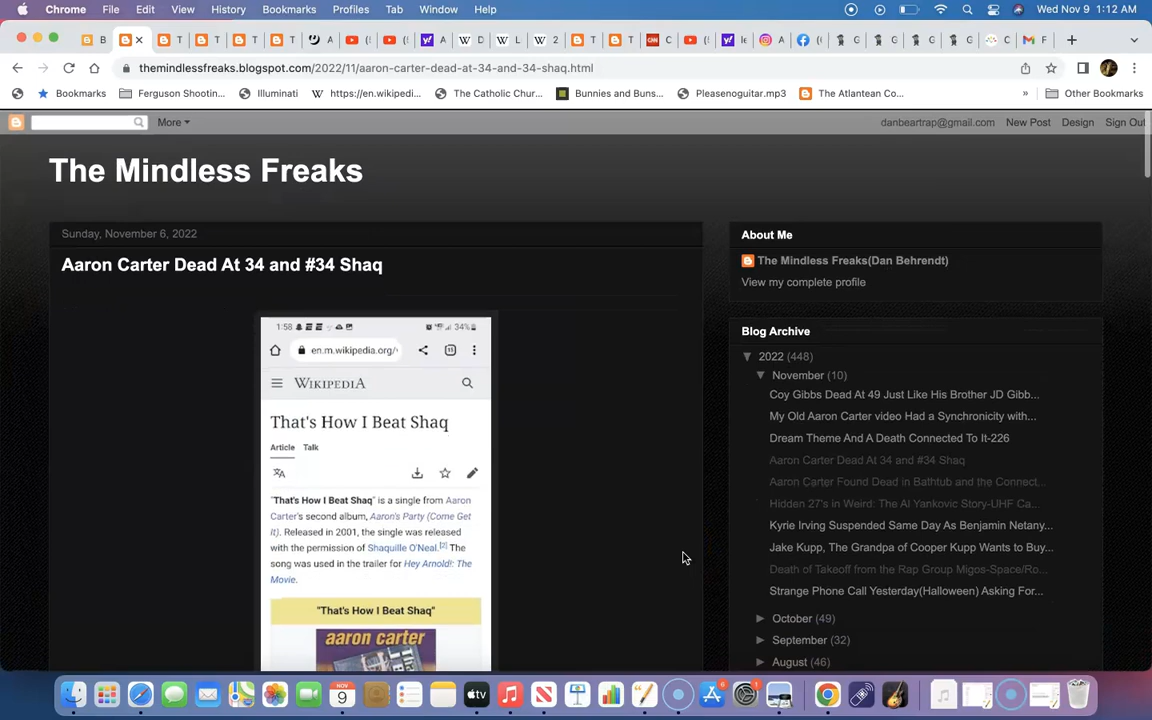 Chrome File Edit View History Bookmarks Profiles Tab Window Help Wed Nov 9 1:12 AM
B T T T T A ( ( A D L 2 T T C ( le A ( G G G G C F
themindlessfreaks.blogspot.com/2022/11/aaron-carter-dead-at-34-and-34-shaq.html
Bookmarks Ferguson Shootin... Illuminati https://en.wikipedi... The Catholic Chur... Bunnies and Buns... Pleasenoguitar.mp3 The Atlantean Co... » Other Bookmarks
More danbeartrap@gmail.com New Post Design Sign Out
The Mindless Freaks
Sunday, November 6, 2022
Aaron Carter Dead At 34 and #34 Shaq
1:58 34%
en.m.wikipedia.org/
WIKIPEDIA
That's How I Beat Shaq
Article Talk
"That's How I Beat Shaq" is a single from Aaron
Carter's second album, Aaron's Party (Come Get
It). Released in 2001, the single was released
with the permission of Shaquille O'Neal.[2] The
song was used in the trailer for Hey Arnold!: The
Movie.
"That's How I Beat Shaq"
aaron carter
About Me
The Mindless Freaks(Dan Behrendt)
View my complete profile
Blog Archive
▼ 2022 (448)
▼ November (10)
Coy Gibbs Dead At 49 Just Like His Brother JD Gibb...
My Old Aaron Carter video Had a Synchronicity with...
Dream Theme And A Death Connected To It-226
Aaron Carter Dead At 34 and #34 Shaq
Aaron Carter Found Dead in Bathtub and the Connect...
Hidden 27's in Weird: The Al Yankovic Story-UHF Ca...
Kyrie Irving Suspended Same Day As Benjamin Netany...
Jake Kupp, The Grandpa of Cooper Kupp Wants to Buy...
Death of Takeoff from the Rap Group Migos-Space/Ro...
Strange Phone Call Yesterday(Halloween) Asking For...
► October (49)
► September (32)
► August (46)
NOV
9
tv
6
1